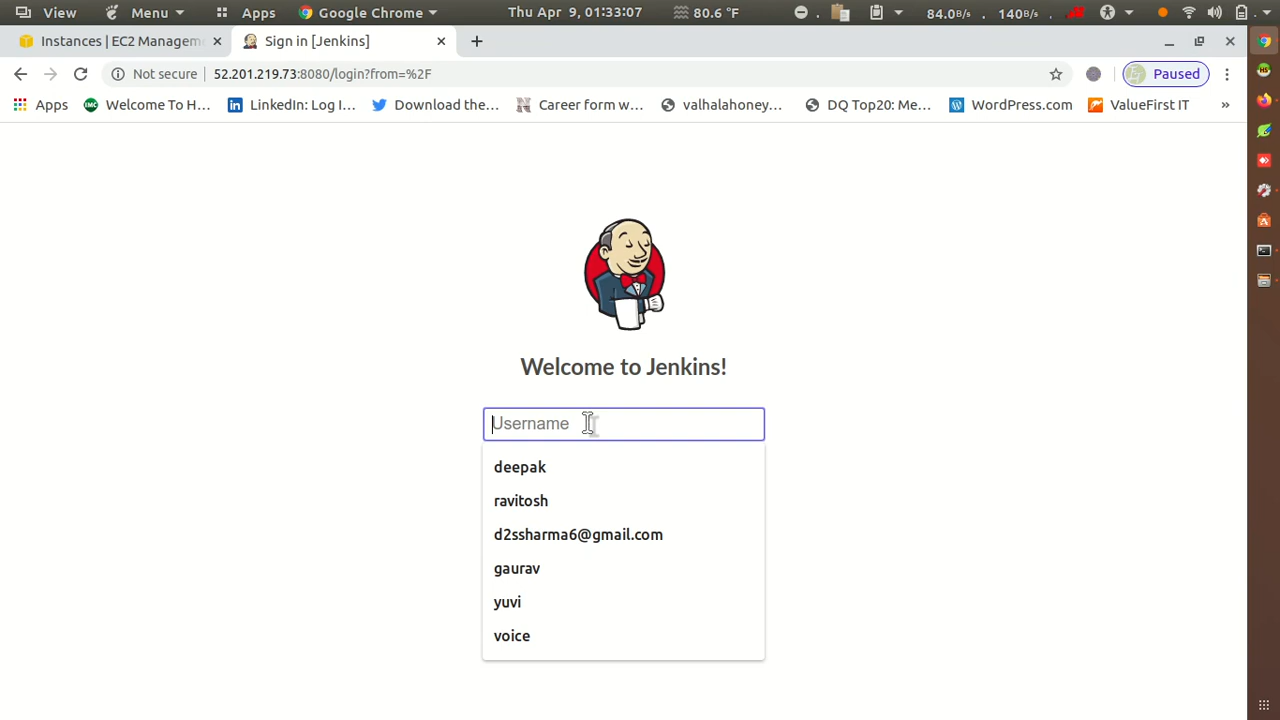 View Menu Apps Google Chrome Thu Apr 9, 01:33:07 80.6 °F 84.0B/s 140B/s
Instances | EC2 Managem Sign in [Jenkins]
Not secure 52.201.219.73:8080/login?from=%2F Paused
Apps Welcome To H... LinkedIn: Log I... Download the... Career form w... valhalahoney... DQ Top20: Me... WordPress.com ValueFirst IT »
Welcome to Jenkins!
Username
deepak
ravitosh
d2ssharma6@gmail.com
gaurav
yuvi
voice